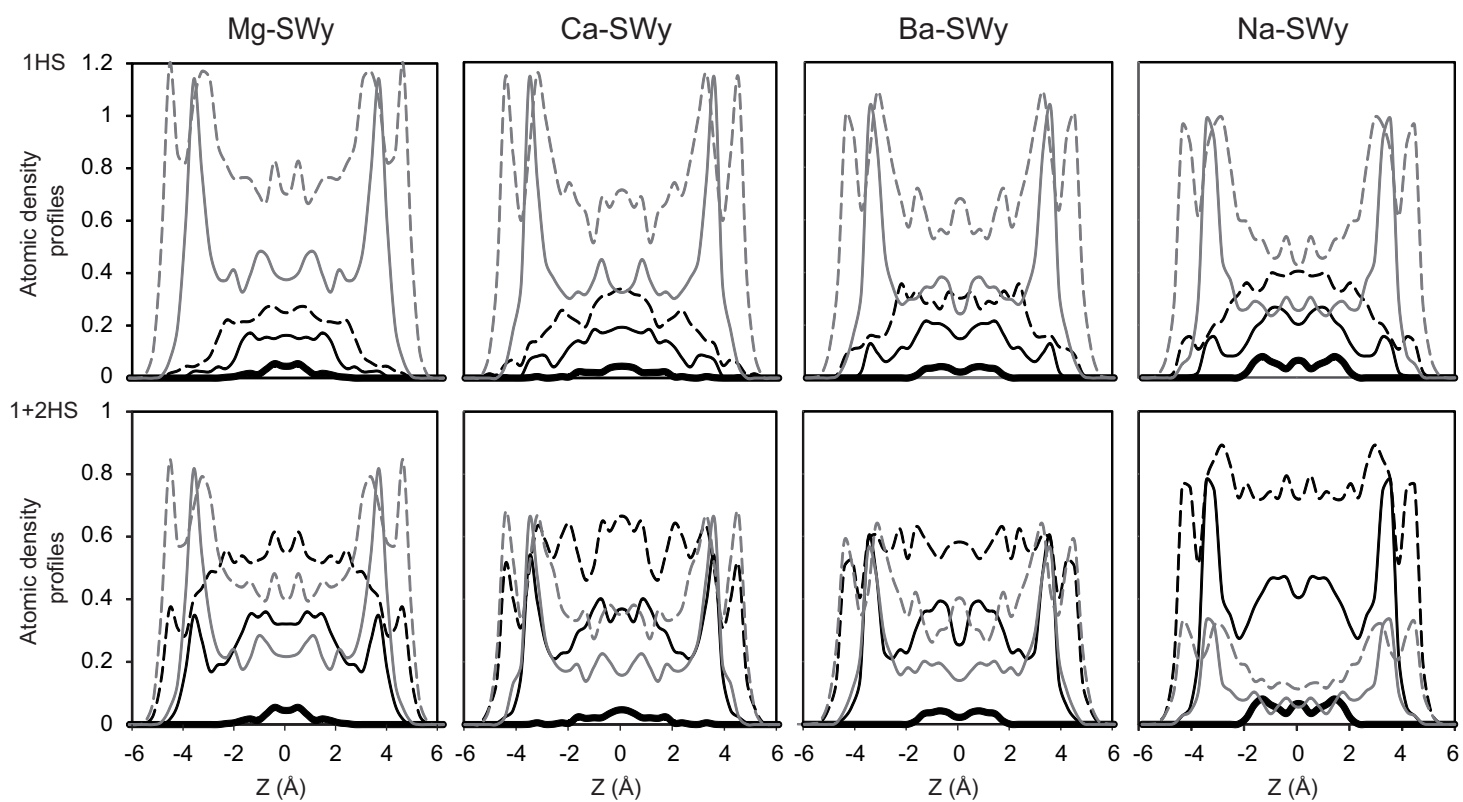 Mg-SWy Ca-SWy Ba-SWy Na-SWy
1HS
1.2
1
0.8
0.6
0.4
0.2
0
Atomic density
profiles
1+2HS
1
0.8
0.6
0.4
0.2
0
Atomic density
profiles
-6 -4 -2 0 2 4 6 -6 -4 -2 0 2 4 6 -6 -4 -2 0 2 4 6 -6 -4 -2 0 2 4 6
Z (Å) Z (Å) Z (Å) Z (Å)